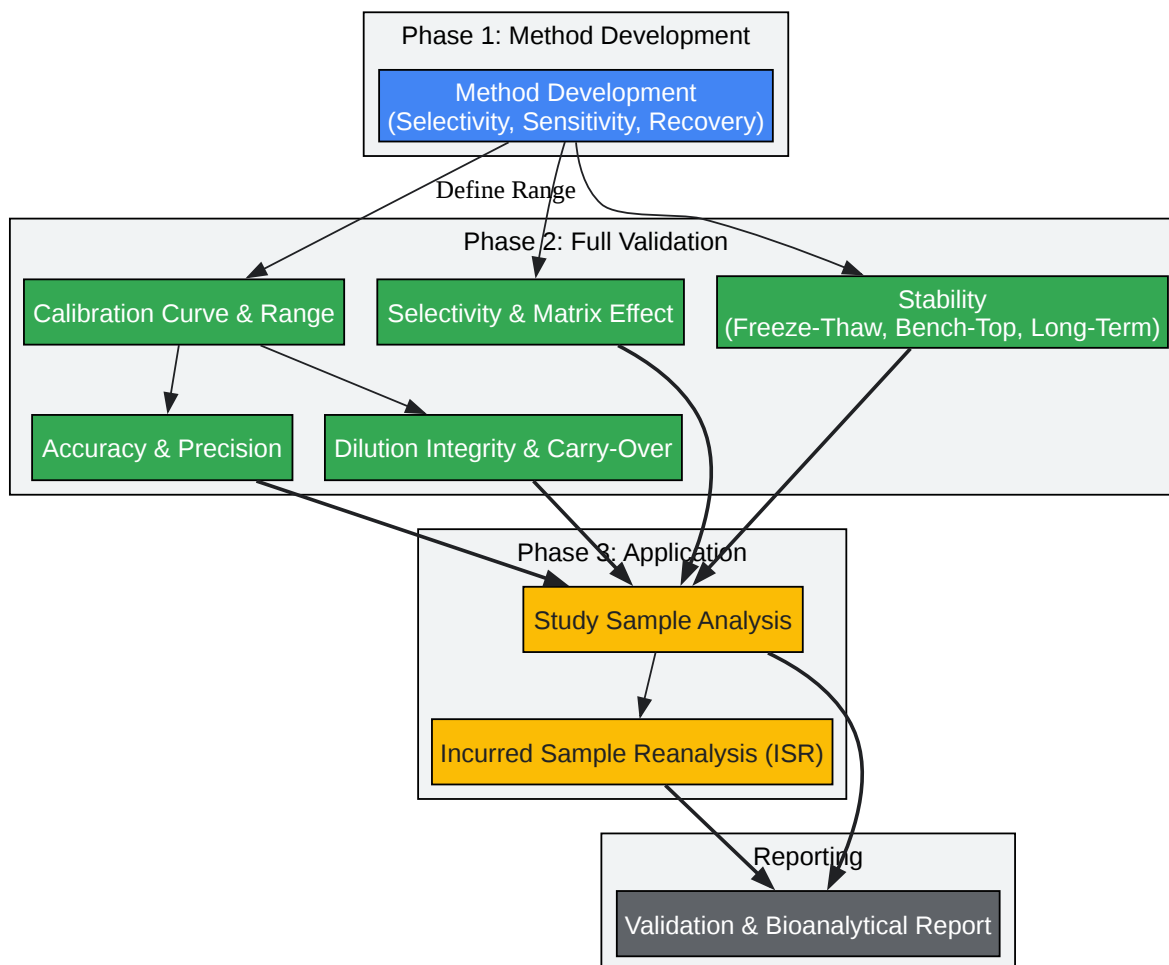 Phase 1: Method Development
Method Development
(Selectivity, Sensitivity, Recovery)
Define Range
Phase 2: Full Validation
Calibration Curve & Range
Selectivity & Matrix Effect
Stability
(Freeze-Thaw, Bench-Top, Long-Term)
Accuracy & Precision
Dilution Integrity & Carry-Over
Phase 3: Application
Study Sample Analysis
Incurred Sample Reanalysis (ISR)
Reporting
Validation & Bioanalytical Report